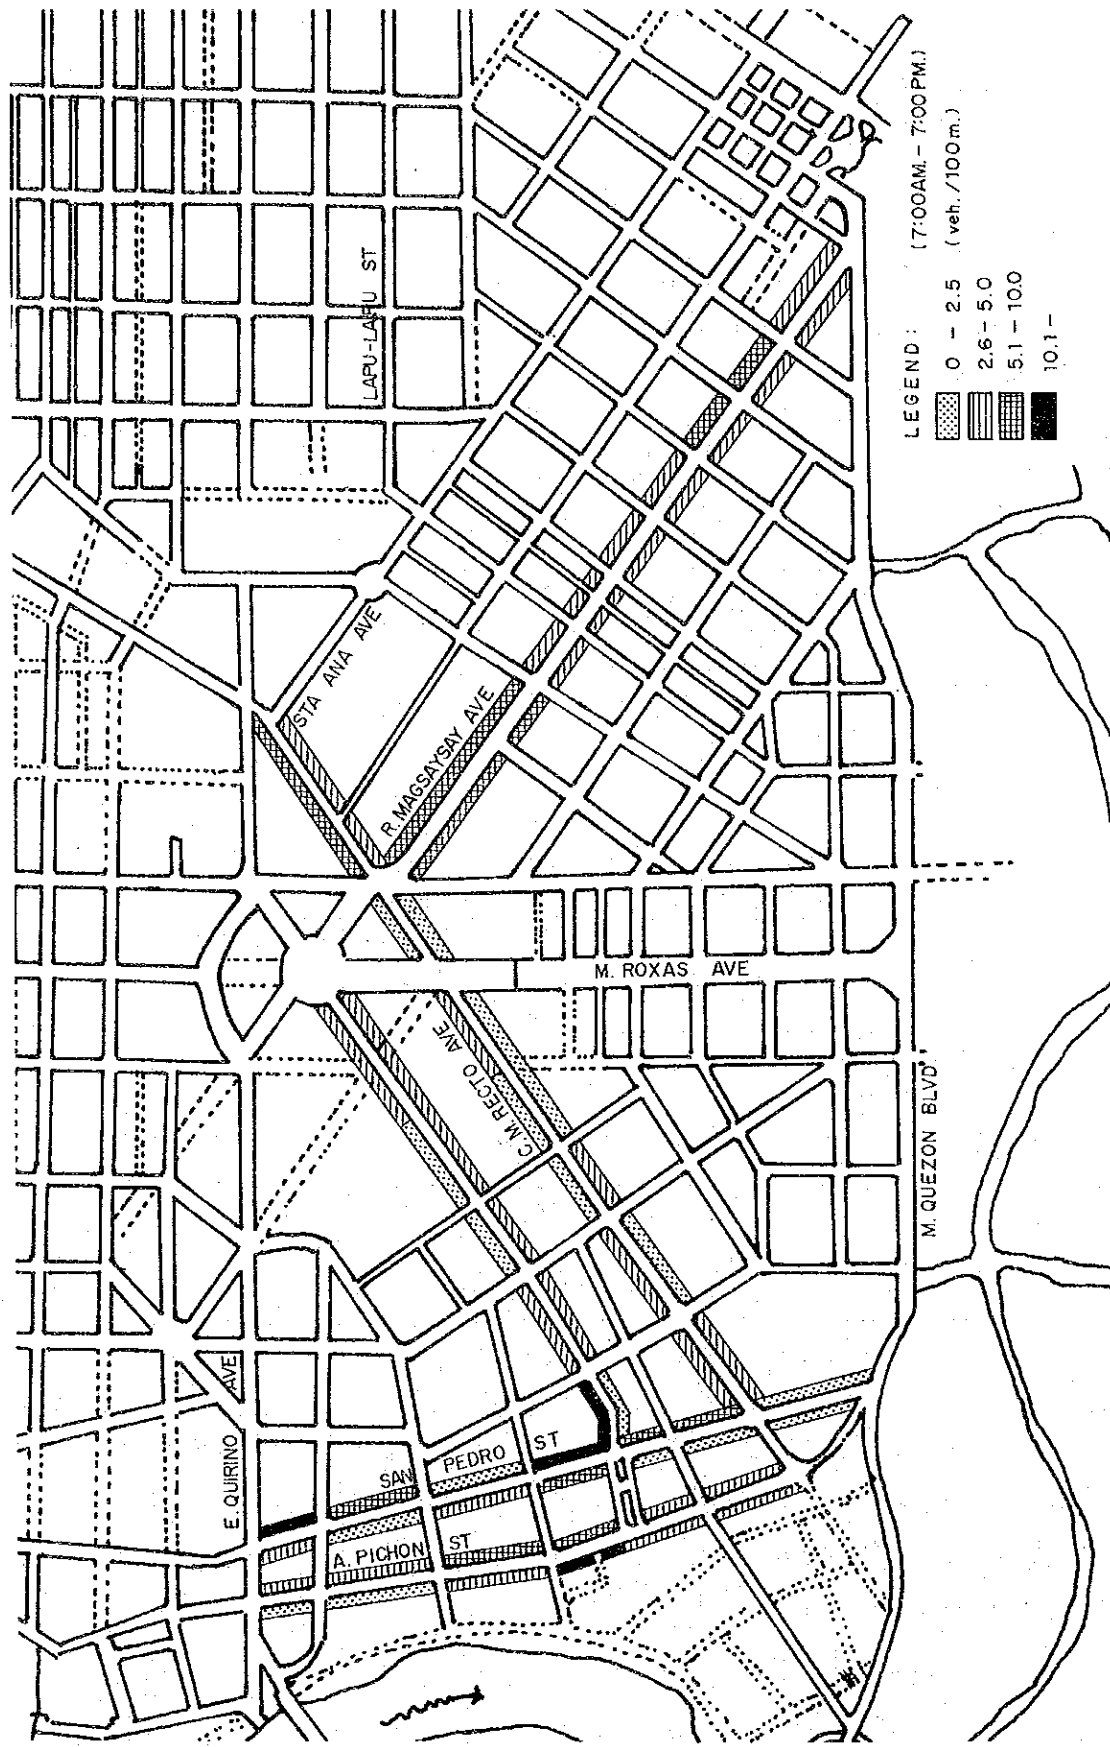 LAPU-LAPU ST
STA ANA AVE
R. MAGSAYSAY AVE
M. ROXAS AVE
C. M. RECTO AVE
M. QUEZON BLVD
E. QUIRINO AVE
SAN PEDRO ST
A. PICHON ST
LEGEND : (7:00AM. - 7:00 PM.)
(veh./100m.)
0 - 2.5
2.6 - 5.0
5.1 - 10.0
10.1 -